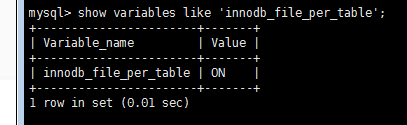 mysql> show variables like 'innodb_file_per_table';
+-----------------------+-------+
| Variable_name         | Value |
+-----------------------+-------+
| innodb_file_per_table | ON    |
+-----------------------+-------+
1 row in set (0.01 sec)